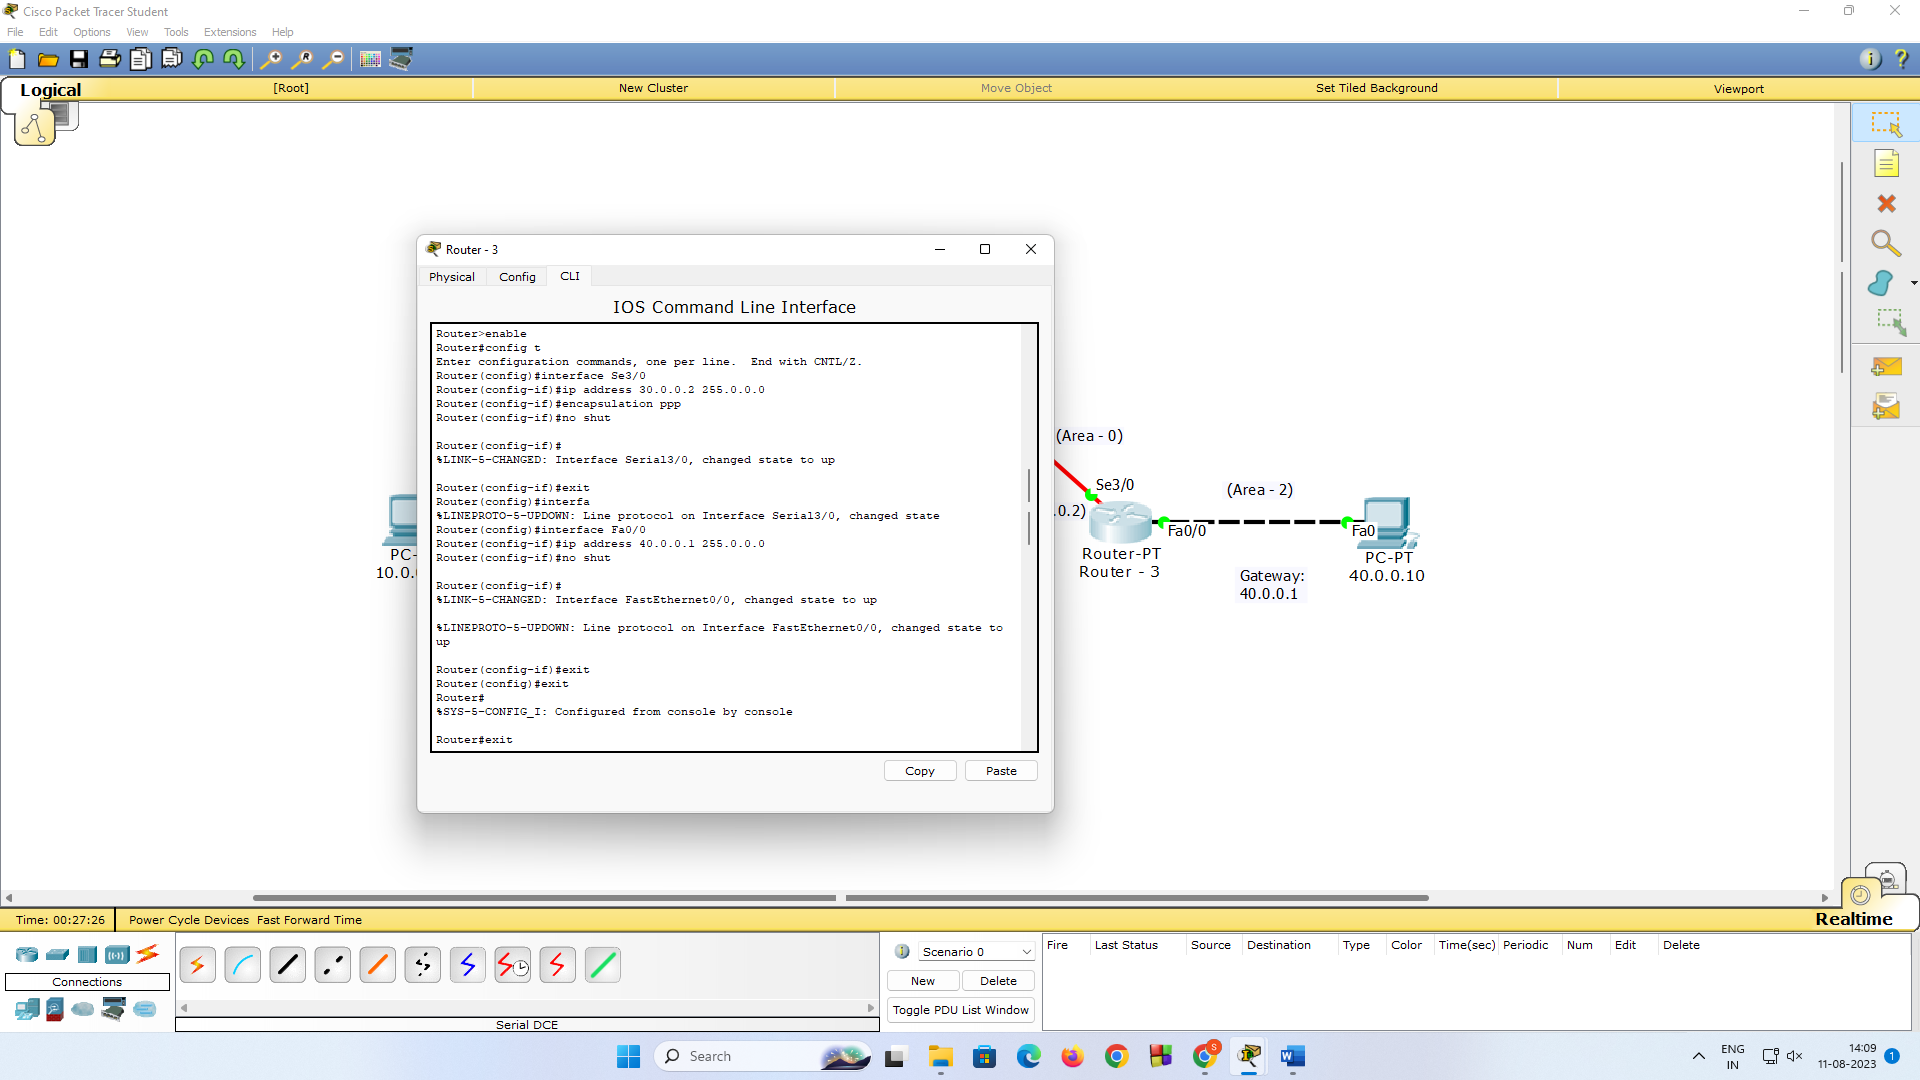 Cisco Packet Tracer Student
File Edit Options View Tools Extensions Help
Logical [Root] New Cluster Move Object Set Tiled Background Viewport
Router - 3
Physical Config CLI
IOS Command Line Interface
Router>enable
Router#config t
Enter configuration commands, one per line.  End with CNTL/Z.
Router(config)#interface Se3/0
Router(config-if)#ip address 30.0.0.2 255.0.0.0
Router(config-if)#encapsulation ppp
Router(config-if)#no shut
Router(config-if)#
%LINK-5-CHANGED: Interface Serial3/0, changed state to up
Router(config-if)#exit
Router(config)#interfa
%LINEPROTO-5-UPDOWN: Line protocol on Interface Serial3/0, changed state
Router(config)#interface Fa0/0
Router(config-if)#ip address 40.0.0.1 255.0.0.0
Router(config-if)#no shut
Router(config-if)#
%LINK-5-CHANGED: Interface FastEthernet0/0, changed state to up
%LINEPROTO-5-UPDOWN: Line protocol on Interface FastEthernet0/0, changed state to
up
Router(config-if)#exit
Router(config)#exit
Router#
%SYS-5-CONFIG_I: Configured from console by console
Router#exit
Copy Paste
PC-
10.0.
(Area - 0)
Se3/0
.0.2)
Router-PT
Router - 3
Fa0/0
(Area - 2)
Gateway:
40.0.0.1
Fa0
PC-PT
40.0.0.10
Time: 00:27:26 Power Cycle Devices Fast Forward Time Realtime
Connections
Serial DCE
Scenario 0
New Delete
Toggle PDU List Window
Fire Last Status Source Destination Type Color Time(sec) Periodic Num Edit Delete
Search
S
W
ENG
IN
14:09
11-08-2023
1